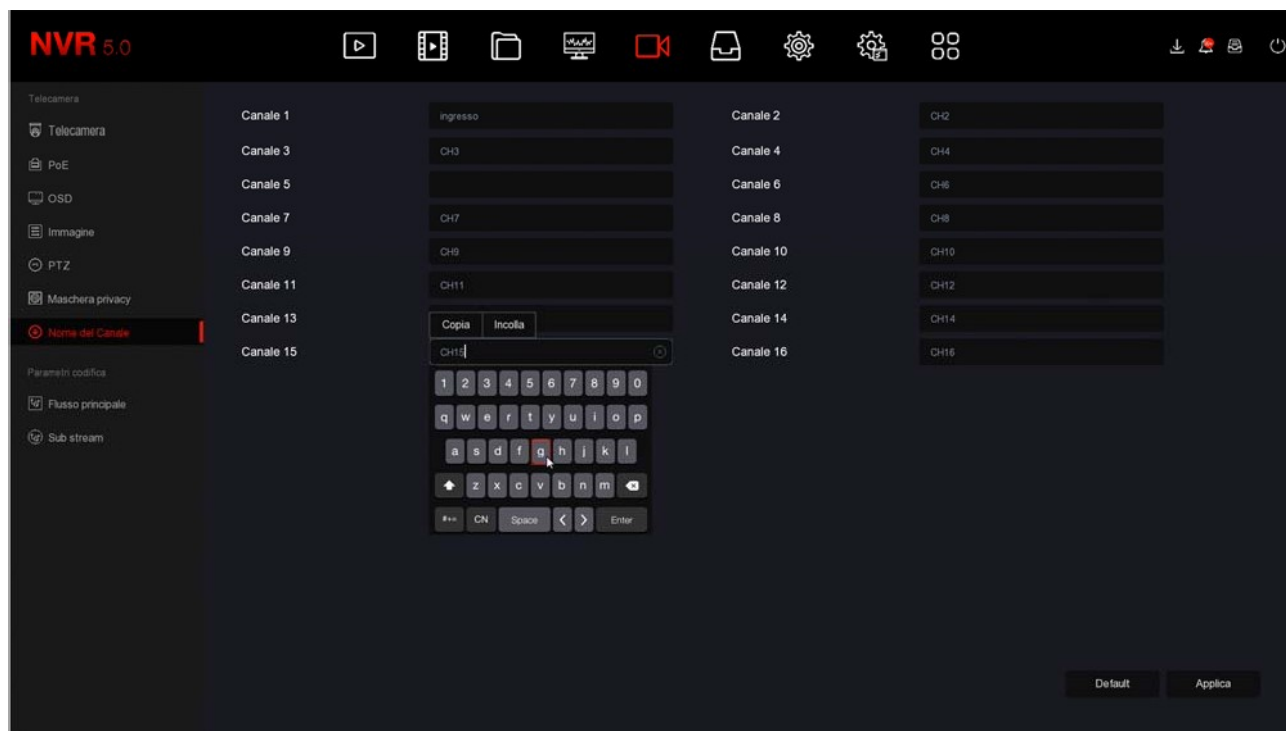 NVR 5.0
Telecamera
Telecamera
PoE
OSD
Immagine
PTZ
Maschera privacy
Nome del Canale
Parametri codifica
Flusso principale
Sub stream
Canale 1 ingresso Canale 2 CH2
Canale 3 CH3 Canale 4 CH4
Canale 5 Canale 6 CH6
Canale 7 CH7 Canale 8 CH8
Canale 9 CH9 Canale 10 CH10
Canale 11 CH11 Canale 12 CH12
Canale 13 Canale 14 CH14
Copia Incolla
Canale 15 CH15 Canale 16 CH16
1 2 3 4 5 6 7 8 9 0
q w e r t y u i o p
a s d f g h j k l
z x c v b n m
#+= CN Space < > Enter
Default Applica